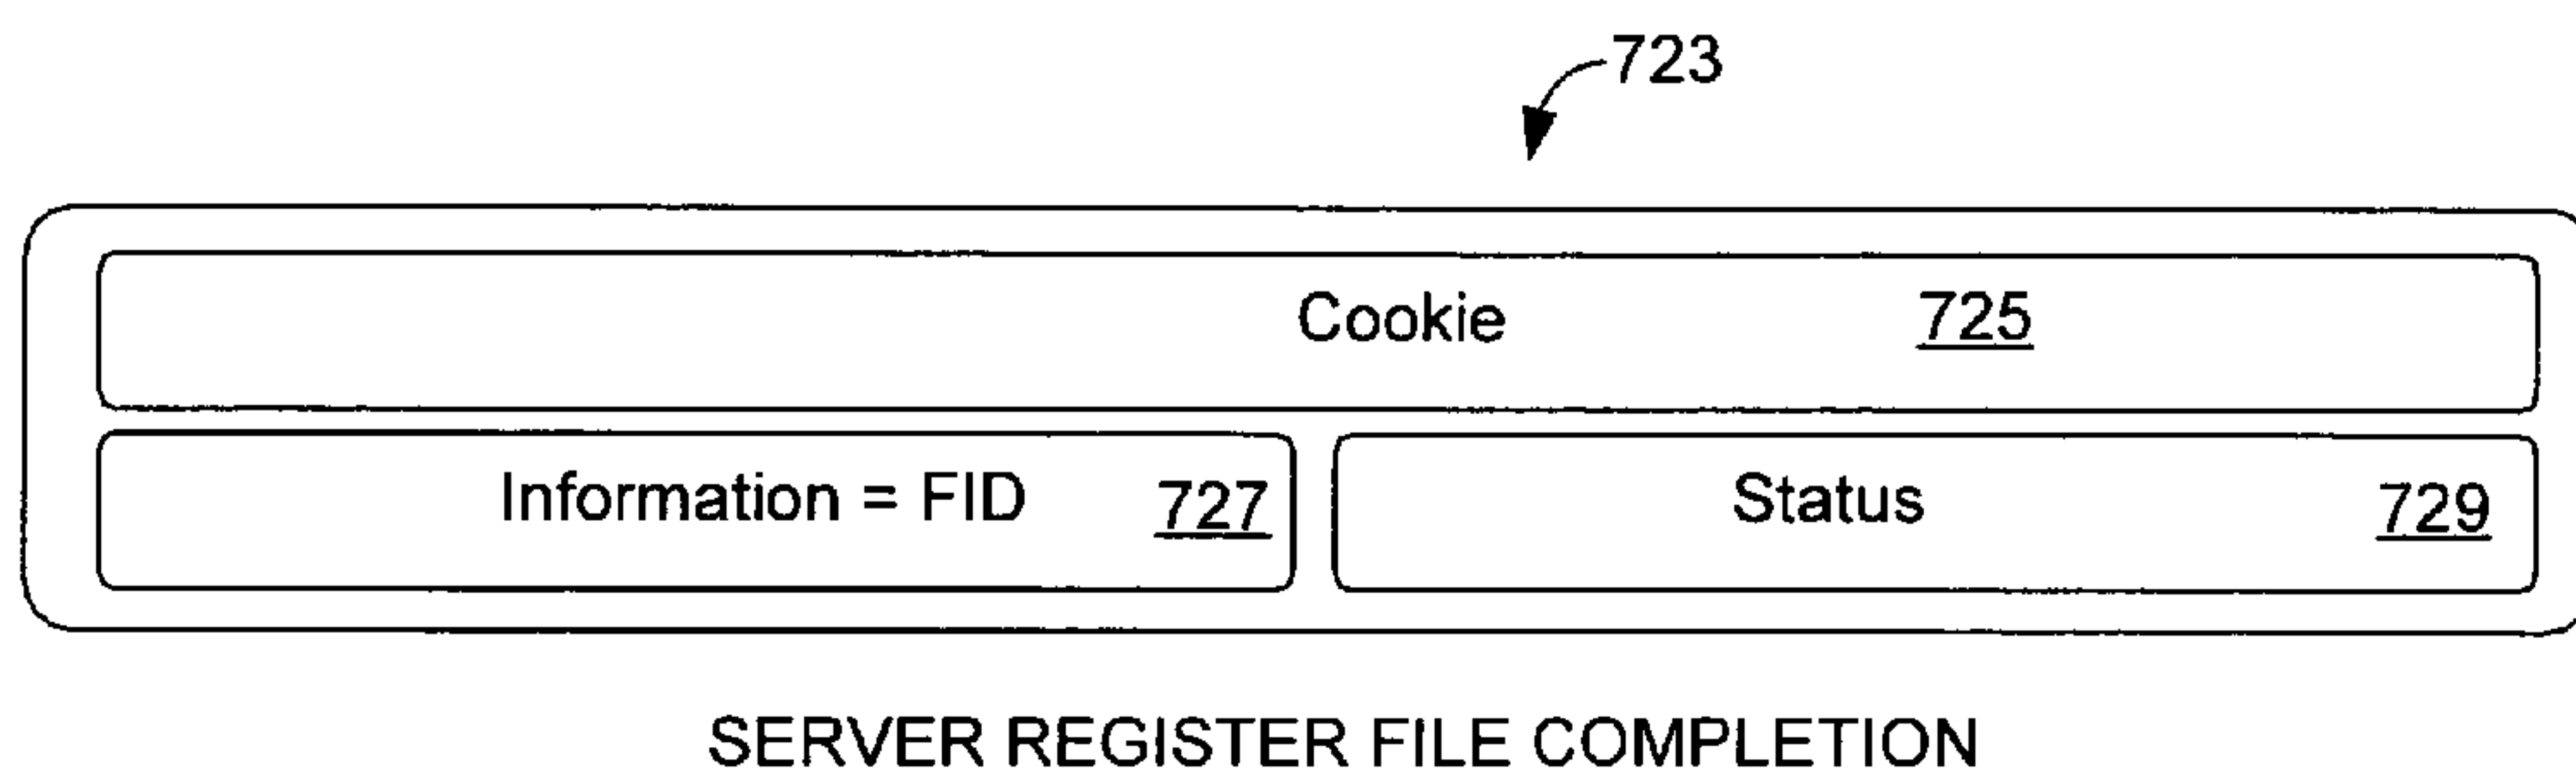 723
Cookie 725
Information = FID 727 Status 729
SERVER REGISTER FILE COMPLETION